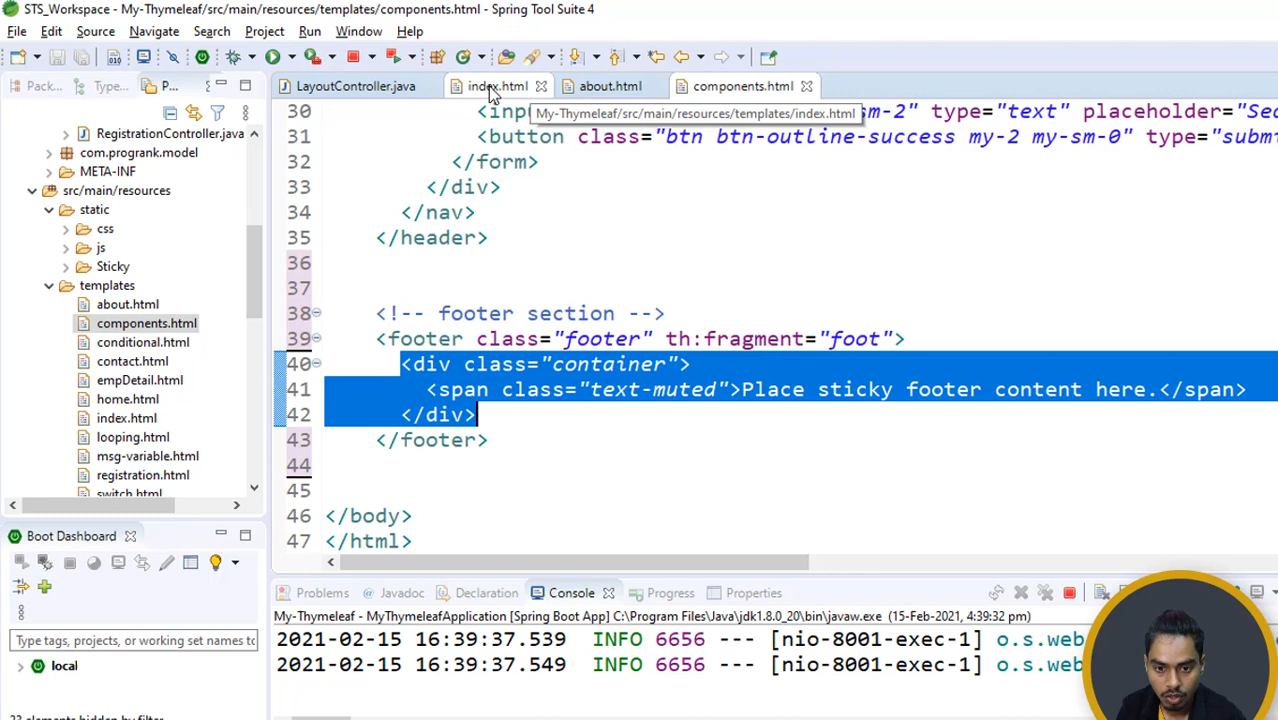 STS_Workspace - My-Thymeleaf/src/main/resources/templates/components.html - Spring Tool Suite 4
File Edit Source Navigate Search Project Run Window Help
Pack... Type... P...
LayoutController.java index.html about.html components.html
My-Thymeleaf/src/main/resources/templates/index.html
RegistrationController.java
com.progrank.model
META-INF
src/main/resources
static
css
js
Sticky
templates
about.html
components.html
conditional.html
contact.html
empDetail.html
home.html
index.html
looping.html
msg-variable.html
registration.html
switch.html
30 sm-2" type="text" placeholder="Sea
31 <button class="btn btn-outline-success my-2 my-sm-0" type="subm
32 </form>
33 </div>
34 </nav>
35 </header>
36
37
38 <!-- footer section -->
39 <footer class="footer" th:fragment="foot">
40 <div class="container">
41 <span class="text-muted">Place sticky footer content here.</span>
42 </div>
43 </footer>
44
45
46 </body>
47 </html>
Boot Dashboard
Type tags, projects, or working set names to
local
Problems Javadoc Declaration Console Progress Properties
My-Thymeleaf - MyThymeleafApplication [Spring Boot App] C:\Program Files\Java\jdk1.8.0_20\bin\javaw.exe (15-Feb-2021, 4:39:32 pm)
2021-02-15 16:39:37.539 INFO 6656 --- [nio-8001-exec-1] o.s.web
2021-02-15 16:39:37.549 INFO 6656 --- [nio-8001-exec-1] o.s.web